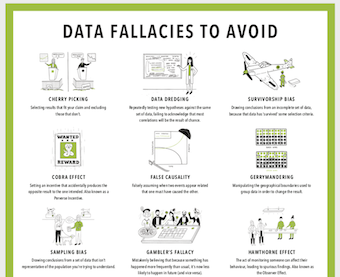 DATA FALLACIES TO AVOID
CHERRY PICKING
Selecting results that fit your claim and excluding
those that don't.
DATA DREDGING
Repeatedly testing new hypotheses against the same
set of data, failing to acknowledge that most
correlations will be the result of chance.
SURVIVORSHIP BIAS
Drawing conclusions from an incomplete set of data,
because that data has 'survived' some selection criteria.
WANTED
REWARD
COBRA EFFECT
Setting an incentive that accidentally produces the
opposite result to the one intended. Also known as a
Perverse Incentive.
FALSE CAUSALITY
Falsely assuming when two events appear related
that one must have caused the other.
GERRYMANDERING
Manipulating the geographical boundaries used to
group data in order to change the result.
SAMPLING BIAS
Drawing conclusions from a set of data that isn't
representative of the population you're trying to understand.
GAMBLER'S FALLACY
Mistakenly believing that because something has
happened more frequently than usual, it's now less
likely to happen in future (and vice versa).
HAWTHORNE EFFECT
The act of monitoring someone can affect their
behaviour, leading to spurious findings. Also known as
the Observer Effect.